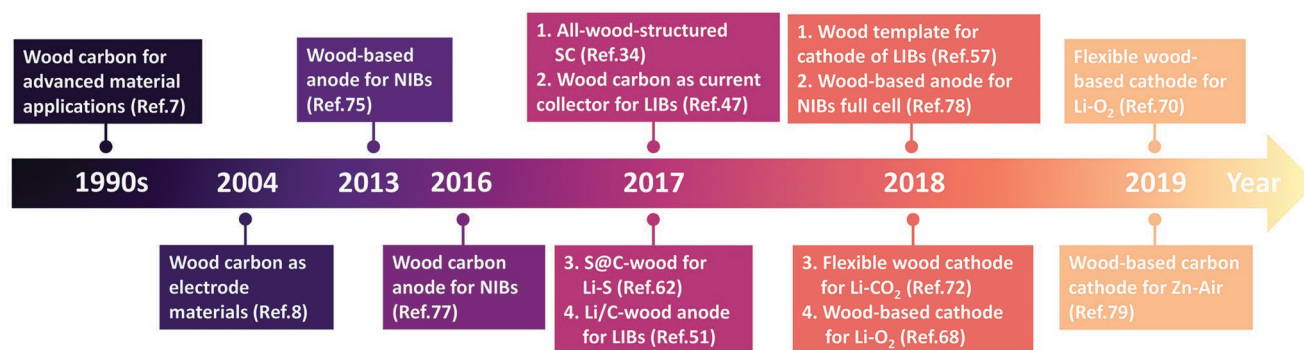 Wood carbon for
advanced material
applications (Ref.7)
Wood-based
anode for NIBs
(Ref.75)
1. All-wood-structured
SC (Ref.34)
2. Wood carbon as current
collector for LIBs (Ref.47)
1. Wood template for
cathode of LIBs (Ref.57)
2. Wood-based anode for
NIBs full cell (Ref.78)
Flexible wood-
based cathode for
Li-O₂ (Ref.70)
1990s 2004 2013 2016 2017 2018 2019 Year
Wood carbon as
electrode
materials (Ref.8)
Wood carbon
anode for NIBs
(Ref.77)
3. S@C-wood for
Li-S (Ref.62)
4. Li/C-wood anode
for LIBs (Ref.51)
3. Flexible wood cathode
for Li-CO₂ (Ref.72)
4. Wood-based cathode
for Li-O₂ (Ref.68)
Wood-based carbon
cathode for Zn-Air
(Ref.79)